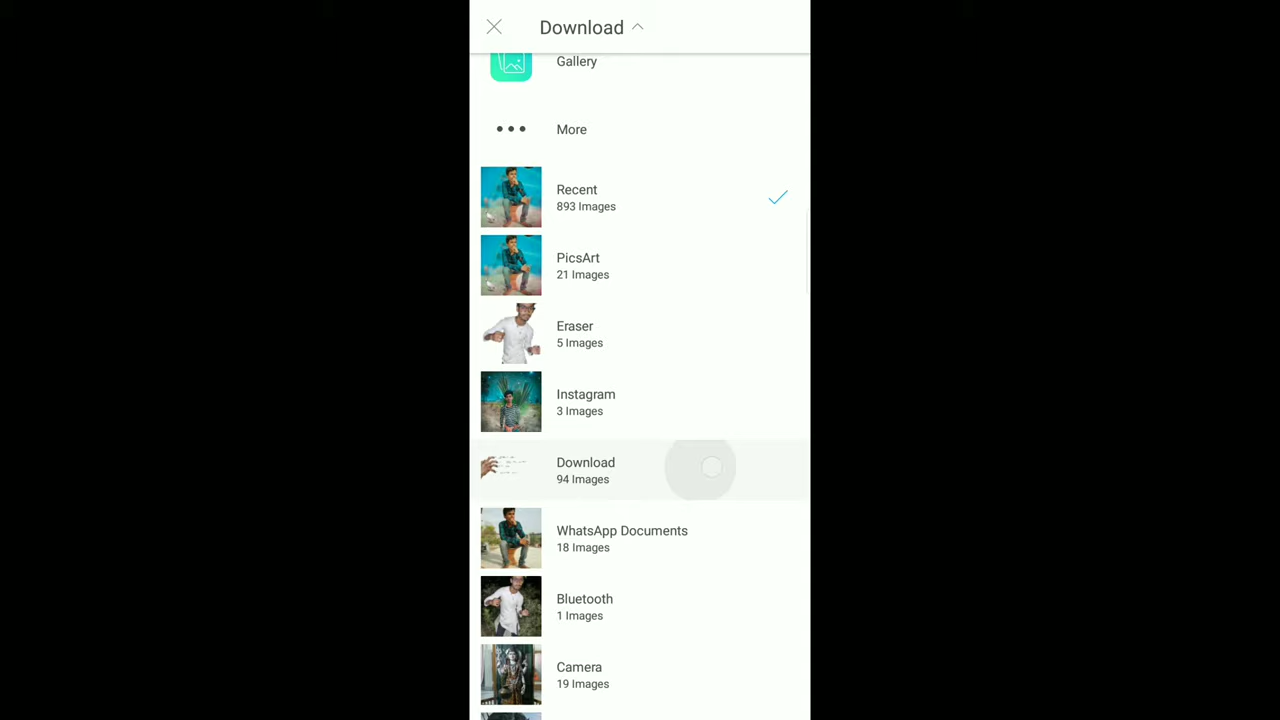 Download
Gallery
More
Recent
893 Images
PicsArt
21 Images
Eraser
5 Images
Instagram
3 Images
Download
94 Images
WhatsApp Documents
18 Images
Bluetooth
1 Images
Camera
19 Images